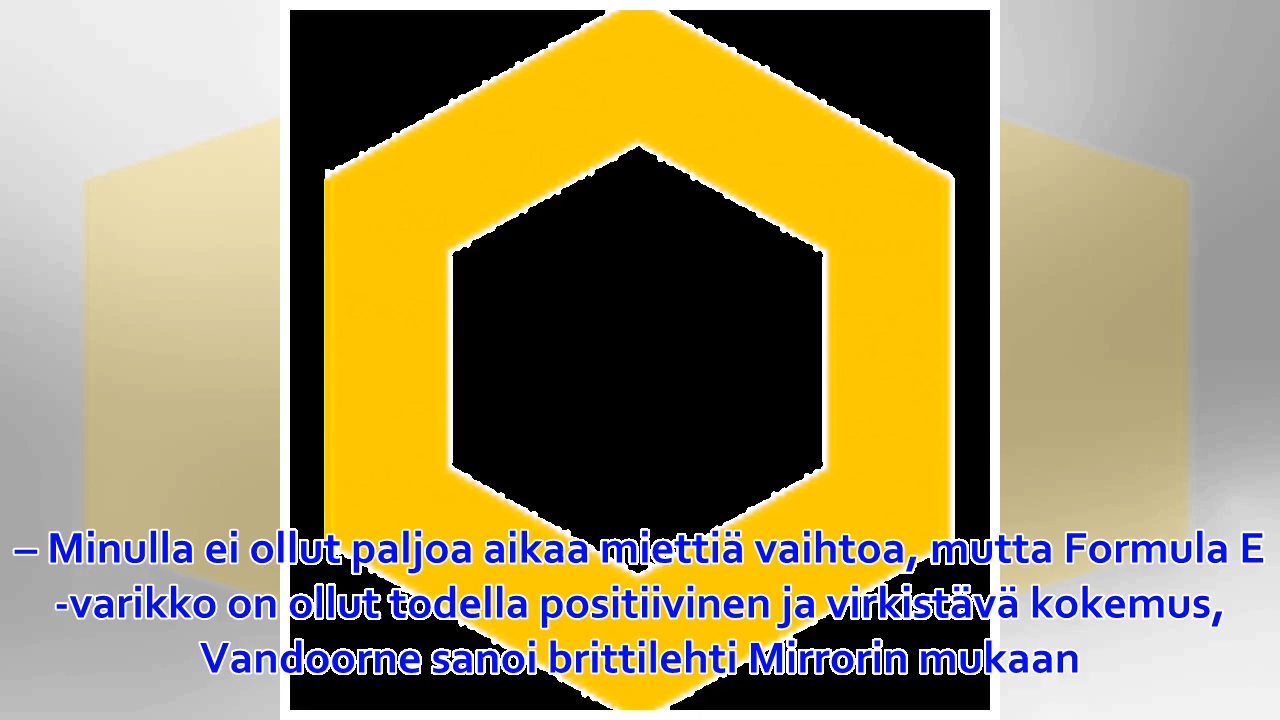 – Minulla ei ollut paljoa aikaa miettiä vaihtoa, mutta Formula E
-varikko on ollut todella positiivinen ja virkistävä kokemus,
Vandoorne sanoi brittilehti Mirrorin mukaan